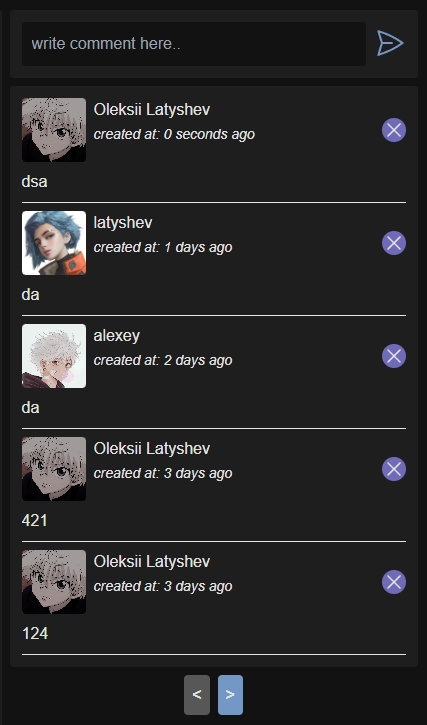 write comment here..
Oleksii Latyshev
created at: 0 seconds ago
dsa
latyshev
created at: 1 days ago
da
alexey
created at: 2 days ago
da
Oleksii Latyshev
created at: 3 days ago
421
Oleksii Latyshev
created at: 3 days ago
124
< >